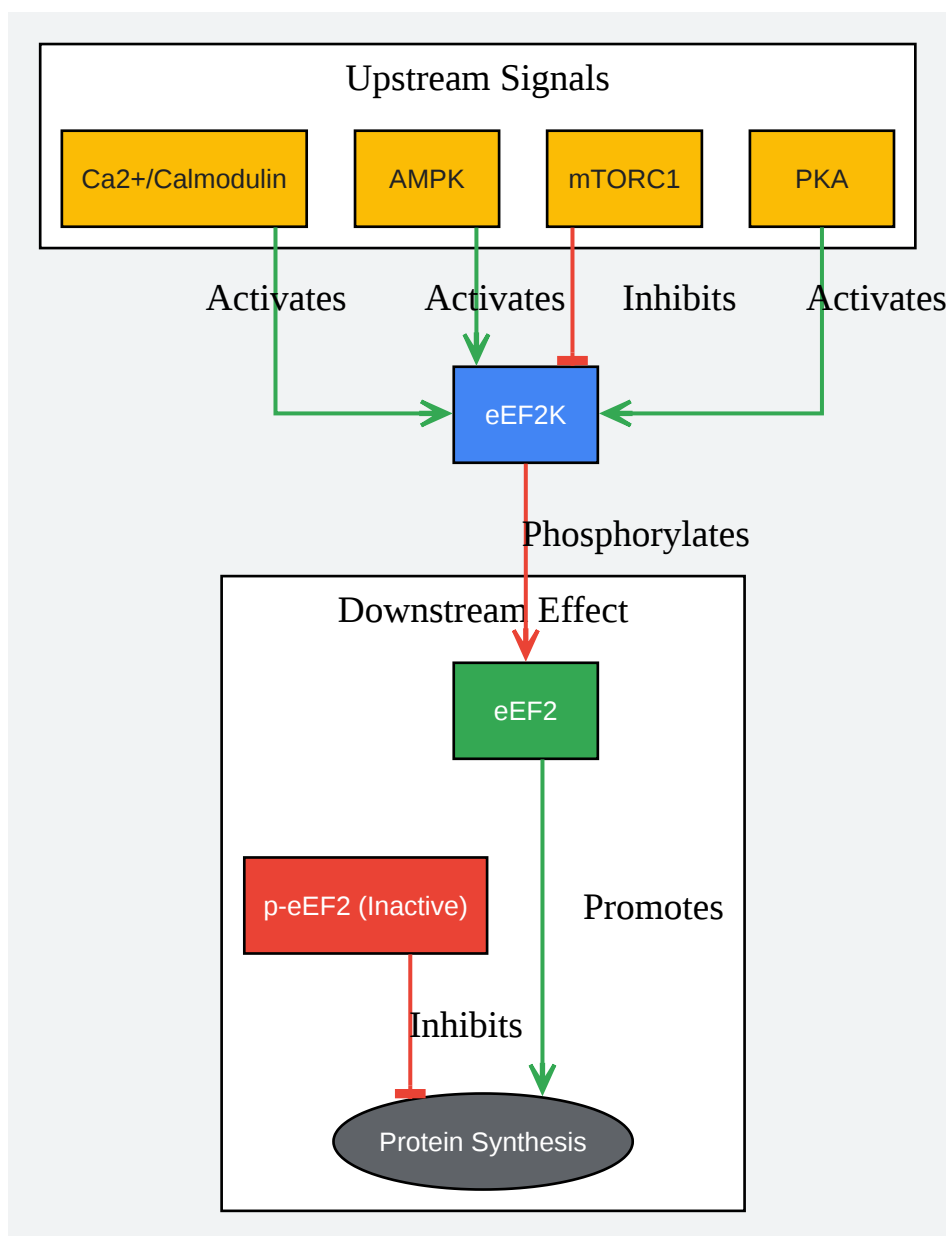 Upstream Signals
Ca2+/Calmodulin
AMPK
mTORC1
PKA
Activates
Activates
Inhibits
Activates
eEF2K
Phosphorylates
Downstream Effect
eEF2
p-eEF2 (Inactive)
Promotes
Inhibits
Protein Synthesis